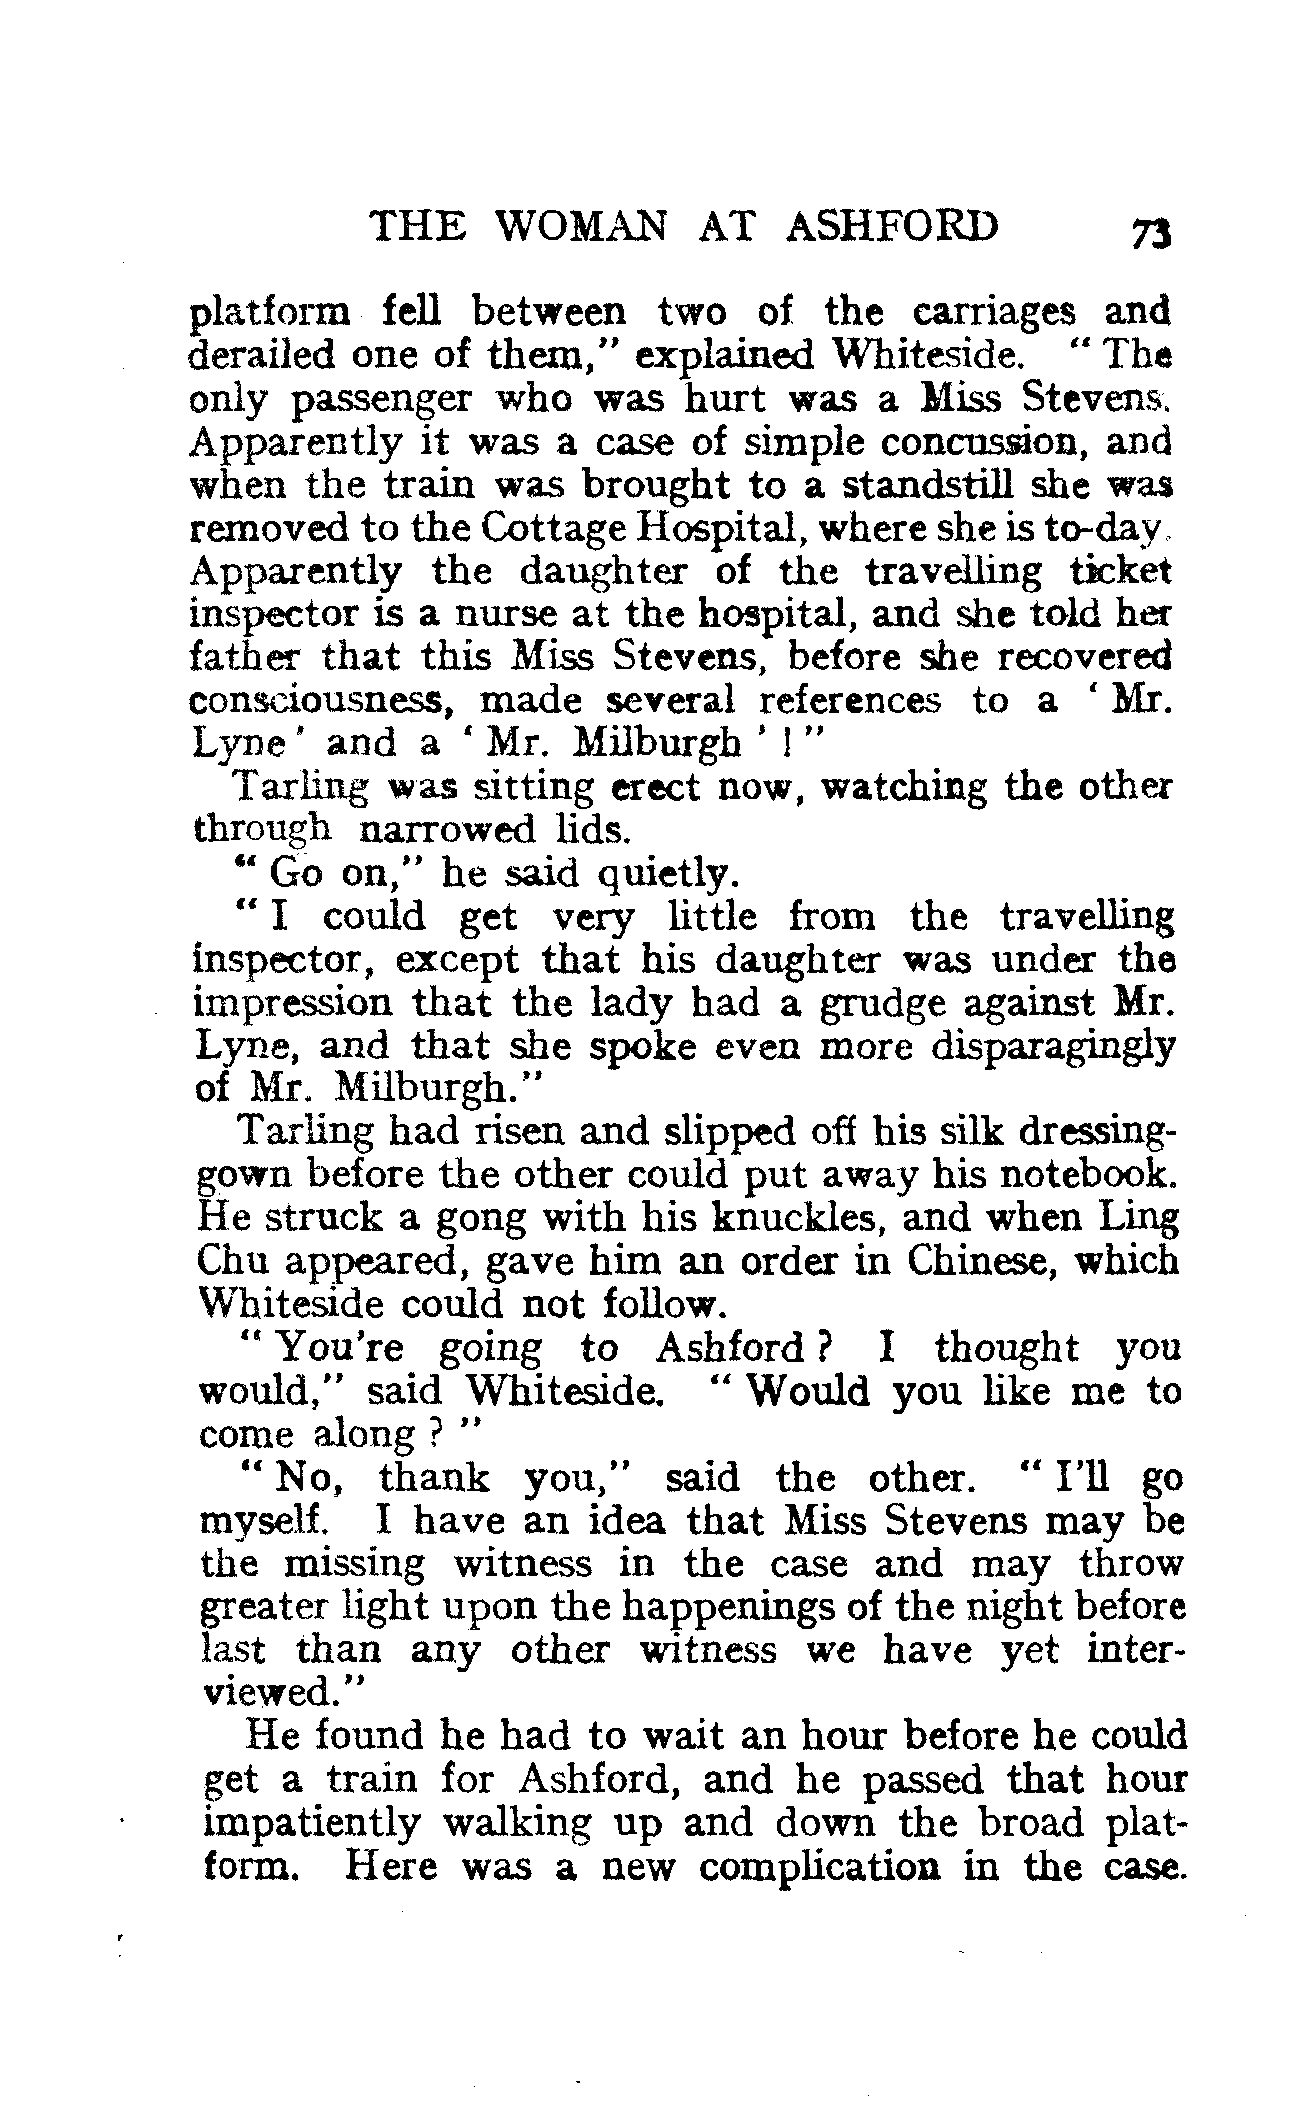 THE WOMAN AT ASHFORD 73
platform fell between two of the carriages and
derailed one of them," explained Whiteside. "The
only passenger who was hurt was a Miss Stevens.
Apparently it was a case of simple concussion, and
when the train was brought to a standstill she was
removed to the Cottage Hospital, where she is to-day.
Apparently the daughter of the travelling ticket
inspector is a nurse at the hospital, and she told her
father that this Miss Stevens, before she recovered
consciousness, made several references to a 'Mr.
Lyne' and a 'Mr. Milburgh'!"
Tarling was sitting erect now, watching the other
through narrowed lids.
"Go on," he said quietly.
"I could get very little from the travelling
inspector, except that his daughter was under the
impression that the lady had a grudge against Mr.
Lyne, and that she spoke even more disparagingly
of Mr. Milburgh."
Tarling had risen and slipped off his silk dressing-
gown before the other could put away his notebook.
He struck a gong with his knuckles, and when Ling
Chu appeared, gave him an order in Chinese, which
Whiteside could not follow.
"You're going to Ashford? I thought you
would," said Whiteside. "Would you like me to
come along?"
"No, thank you," said the other. "I'll go
myself. I have an idea that Miss Stevens may be
the missing witness in the case and may throw
greater light upon the happenings of the night before
last than any other witness we have yet inter-
viewed."
He found he had to wait an hour before he could
get a train for Ashford, and he passed that hour
impatiently walking up and down the broad plat-
form. Here was a new complication in the case.